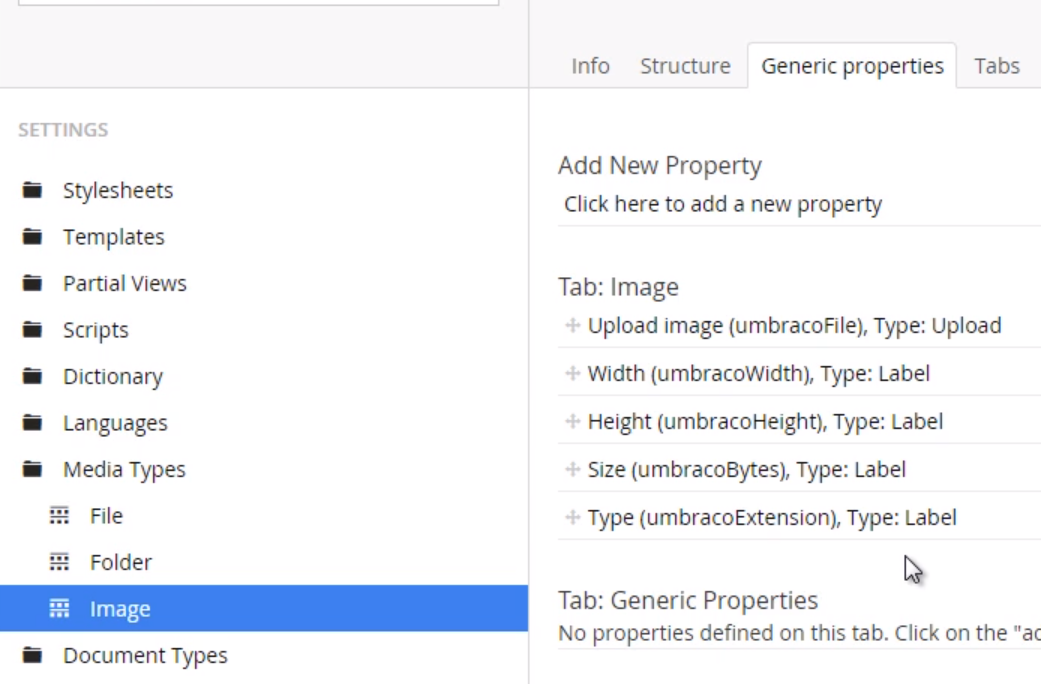 Info Structure Generic properties Tabs
SETTINGS
Stylesheets
Templates
Partial Views
Scripts
Dictionary
Languages
Media Types
File
Folder
Image
Document Types
Add New Property
Click here to add a new property
Tab: Image
Upload image (umbracoFile), Type: Upload
Width (umbracoWidth), Type: Label
Height (umbracoHeight), Type: Label
Size (umbracoBytes), Type: Label
Type (umbracoExtension), Type: Label
Tab: Generic Properties
No properties defined on this tab. Click on the "